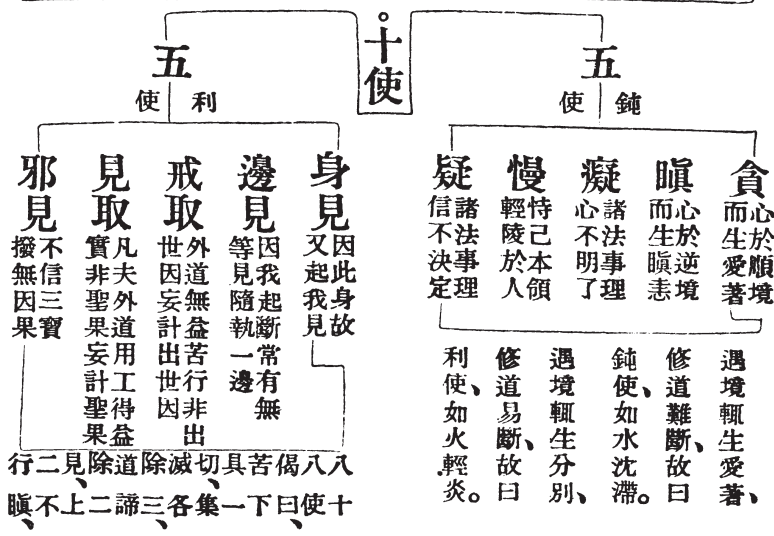 十使
五
鈍使
貪
心於順境
而生愛著
瞋
心於逆境
而生瞋恚
癡
諸法事理
心不明了
慢
恃己本領
輕陵於人
疑
諸法事理
信不決定
遇境輒生愛著、
修道難斷、故曰
鈍使、如水沈滯。
遇境輒生分別、
修道易斷、故曰
利使、如火輕炎。
五
利使
身見
因此身故
又起我見
邊見
因我起斷常有無
等見隨執一邊
戒取
外道無益苦行非出
世因妄計出世因
見取
凡夫外道用工得益
實非聖果妄計聖果
邪見
不信三寶
撥無因果
八十
八使
偈曰、
苦下
具一
切、集
滅各
除三、
道諦
除二
見、上
二不
行瞋、